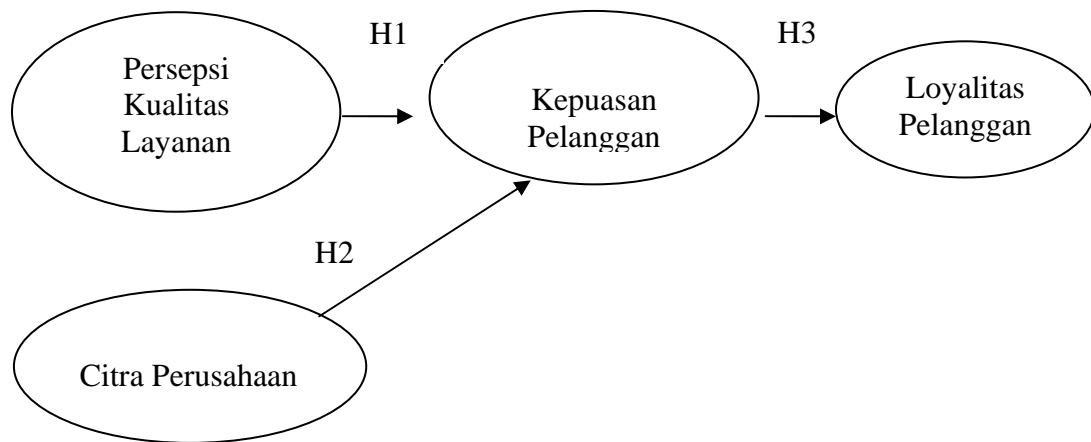 H1
H3
Persepsi
Kualitas
Layanan
Kepuasan
Pelanggan
Loyalitas
Pelanggan
H2
Citra Perusahaan